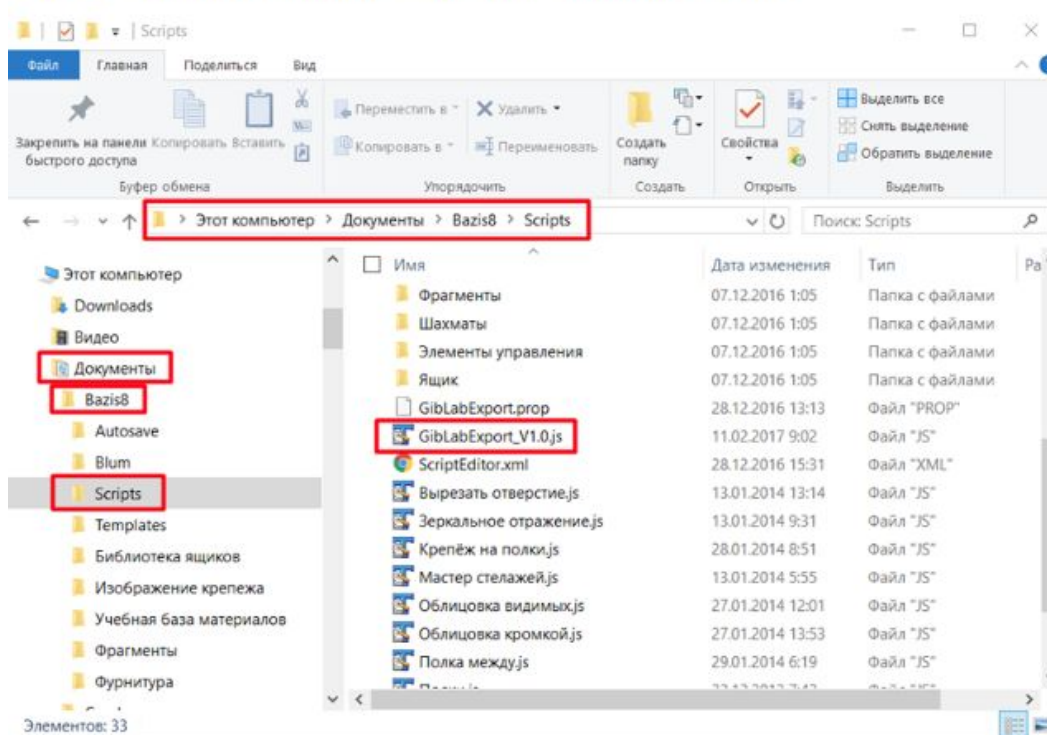 Scripts
Файл Главная Поделиться Вид
Закрепить на панели быстрого доступа
Копировать
Вставить
Переместить в
Копировать в
Удалить
Переименовать
Создать папку
Свойства
Выделить все
Снять выделение
Обратить выделение
Буфер обмена Упорядочить Создать Открыть Выделить
Этот компьютер > Документы > Bazis8 > Scripts
Поиск: Scripts
Этот компьютер
Downloads
Видео
Документы
Bazis8
Autosave
Blum
Scripts
Templates
Библиотека ящиков
Изображение крепежа
Учебная база материалов
Фрагменты
Фурнитура
Имя Дата изменения Тип Ра
Фрагменты 07.12.2016 1:05 Папка с файлами
Шахматы 07.12.2016 1:05 Папка с файлами
Элементы управления 07.12.2016 1:05 Папка с файлами
Ящик 07.12.2016 1:05 Папка с файлами
GibLabExport.prop 28.12.2016 13:13 Файл "PROP"
GibLabExport_V1.0.js 11.02.2017 9:02 Файл "JS"
ScriptEditor.xml 28.12.2016 15:31 Файл "XML"
Вырезать отверстие.js 13.01.2014 13:14 Файл "JS"
Зеркальное отражение.js 13.01.2014 9:31 Файл "JS"
Крепёж на полки.js 28.01.2014 8:51 Файл "JS"
Мастер стелажей.js 13.01.2014 5:55 Файл "JS"
Облицовка видимых.js 27.01.2014 12:01 Файл "JS"
Облицовка кромкой.js 27.01.2014 13:53 Файл "JS"
Полка между.js 29.01.2014 6:19 Файл "JS"
Элементов: 33